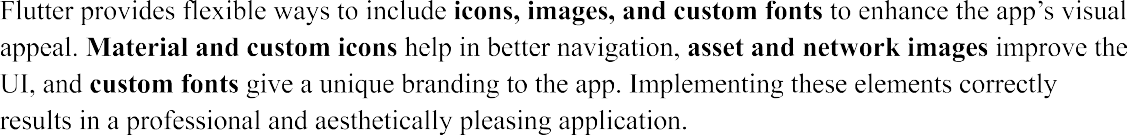 Flutter provides flexible ways to include icons, images, and custom fonts to enhance the app's visual
appeal. Material and custom icons help in better navigation, asset and network images improve the
UI, and custom fonts give a unique branding to the app. Implementing these elements correctly
results in a professional and aesthetically pleasing application.